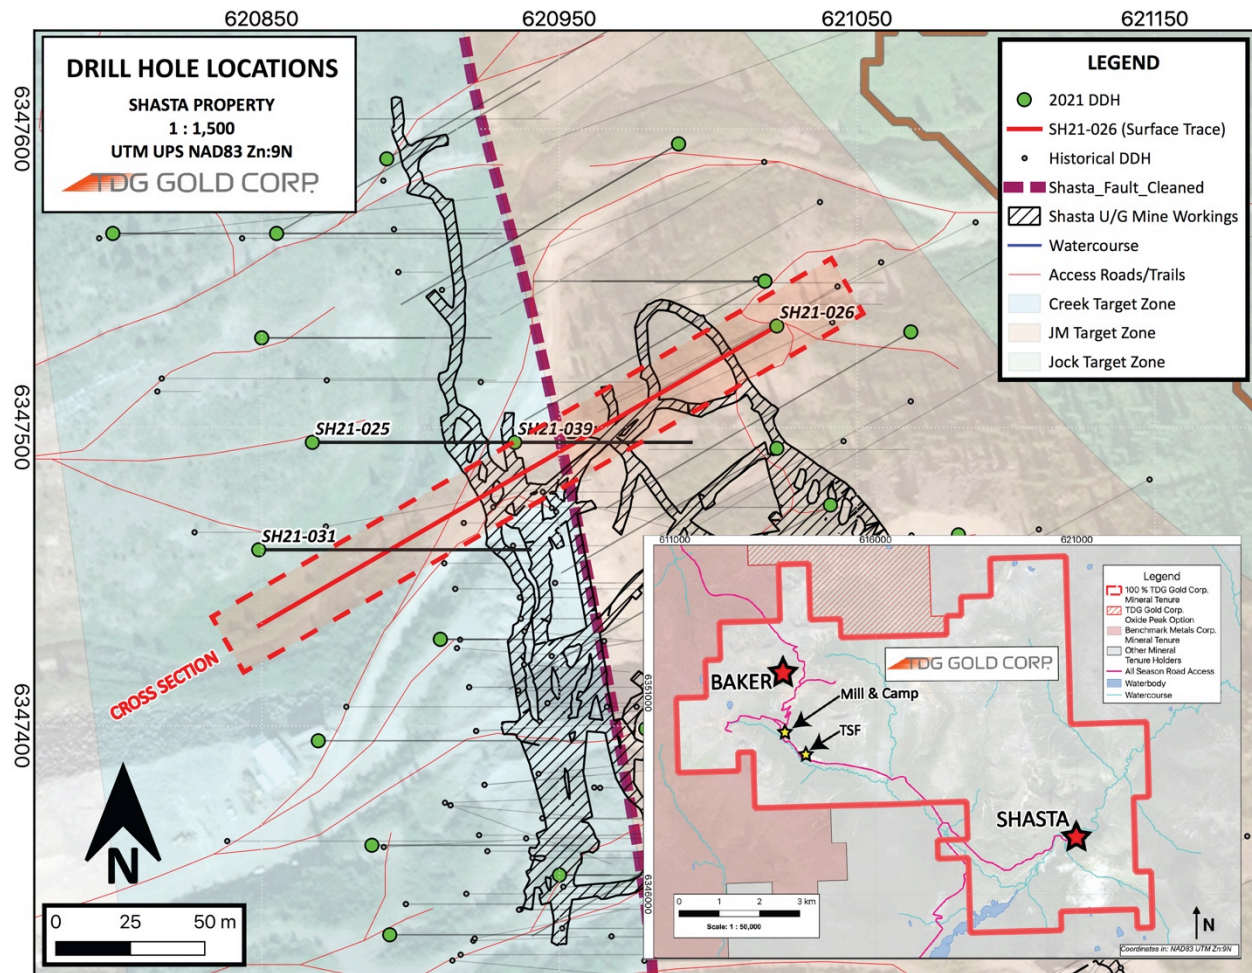 620850
620950
621050
621150
DRILL HOLE LOCATIONS
SHASTA PROPERTY
1 : 1,500
UTM UPS NAD83 Zn:9N
TDG GOLD CORP.
LEGEND
2021 DDH
SH21-026 (Surface Trace)
Historical DDH
Shasta_Fault_Cleaned
Shasta U/G Mine Workings
Watercourse
Access Roads/Trails
Creek Target Zone
JM Target Zone
Jock Target Zone
6347600
6347500
6347400
SH21-026
SH21-025
SH21-039
SH21-031
CROSS SECTION
N
0 25 50 m
611000
616000
621000
6351000
6346000
Legend
100 % TDG Gold Corp.
Mineral Tenure
TDG Gold Corp.
Oxide Peak Option
Benchmark Metals Corp.
Mineral Tenure
Other Mineral
Tenure Holders
All Season Road Access
Waterbody
Watercourse
TDG GOLD CORP.
BAKER
Mill & Camp
TSF
SHASTA
0 1 2 3 km
Scale: 1 : 50,000
N
Coordinates in: NAD83 UTM Zn:9N